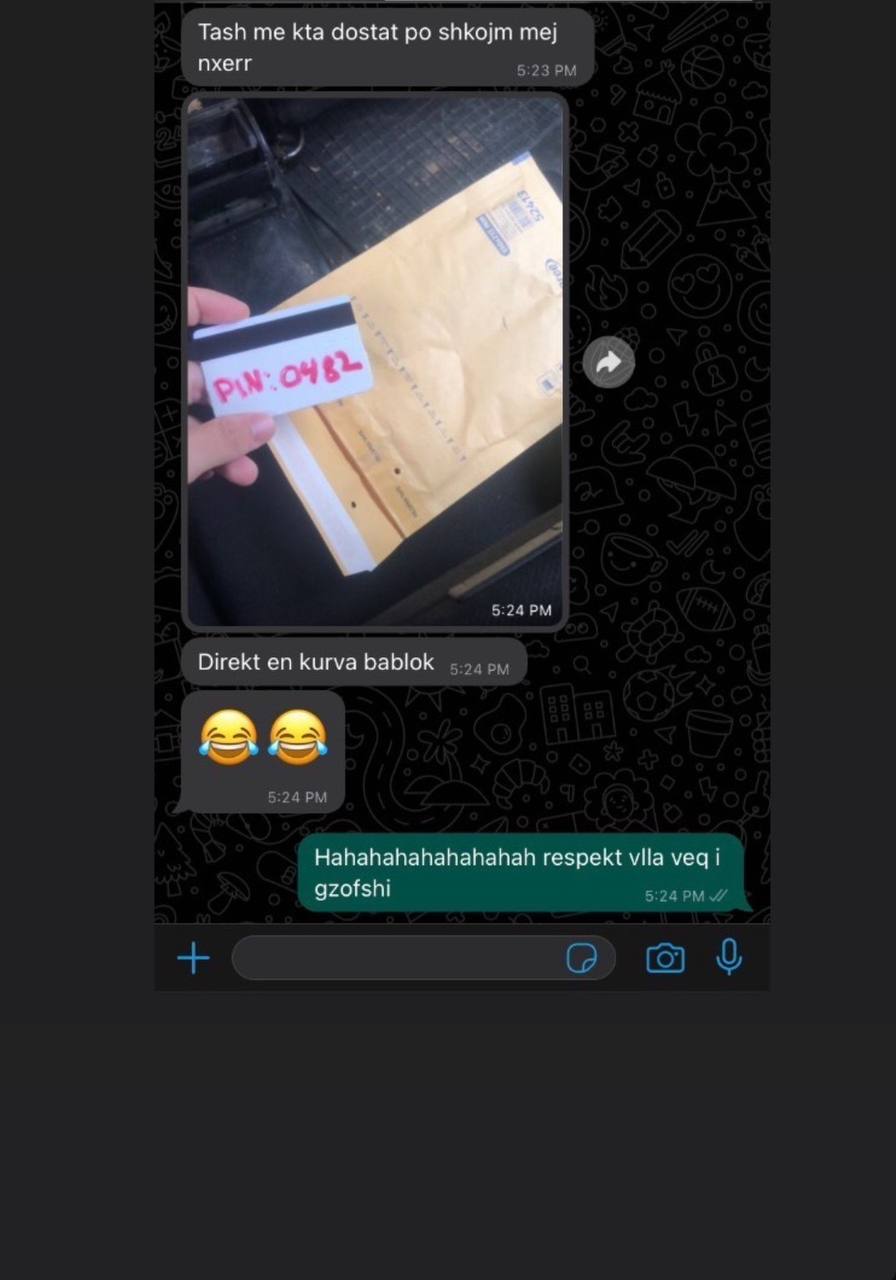 Tash me kta dostat po shkojm mej
nxerr
5:23 PM
52413
PIN: 0482
5:24 PM
Direkt en kurva bablok
5:24 PM
😂😂
5:24 PM
Hahahahahahahahah respekt vlla veq i
gzofshi
5:24 PM